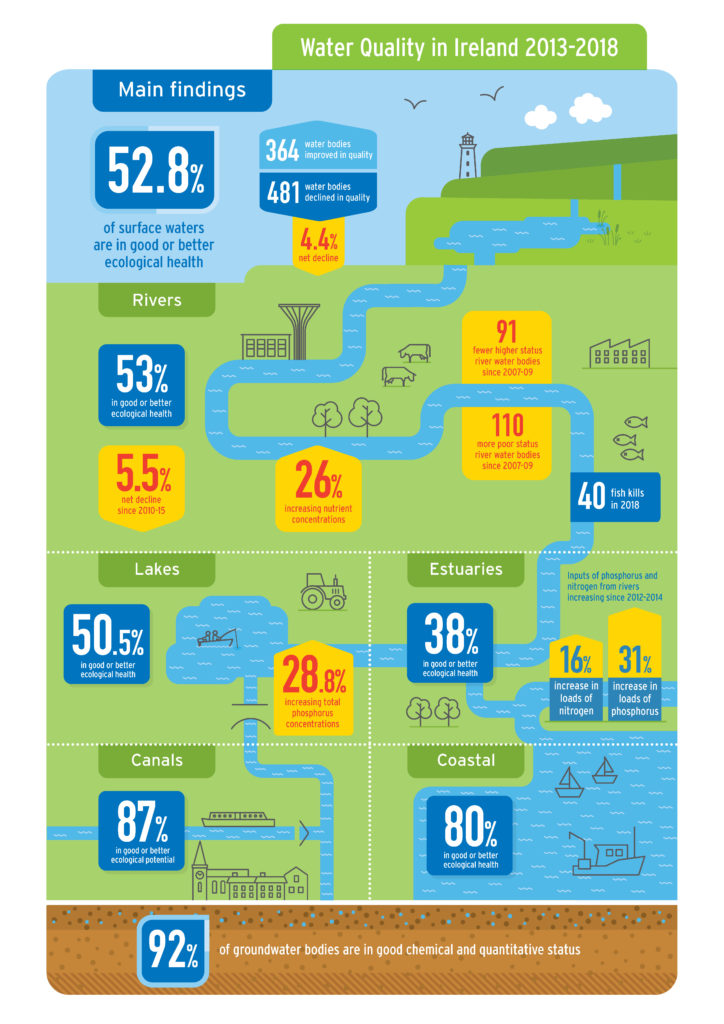 Water Quality in Ireland 2013-2018
Main findings
52.8%
of surface waters
are in good or better
ecological health
364 water bodies
improved in quality
481 water bodies
declined in quality
4.4%
net decline
Rivers
53%
in good or better
ecological health
5.5%
net decline
since 2010-15
26%
increasing nutrient
concentrations
91
fewer higher status
river water bodies
since 2007-09
110
more poor status
river water bodies
since 2007-09
40 fish kills
in 2018
Lakes
50.5%
in good or better
ecological health
28.8%
increasing total
phosphorus
concentrations
Estuaries
38%
in good or better
ecological health
Inputs of phosphorus and
nitrogen from rivers
increasing since 2012-2014
16%
increase in
loads of
nitrogen
31%
increase in
loads of
phosphorus
Canals
87%
in good or better
ecological potential
Coastal
80%
in good or better
ecological health
92% of groundwater bodies are in good chemical and quantitative status